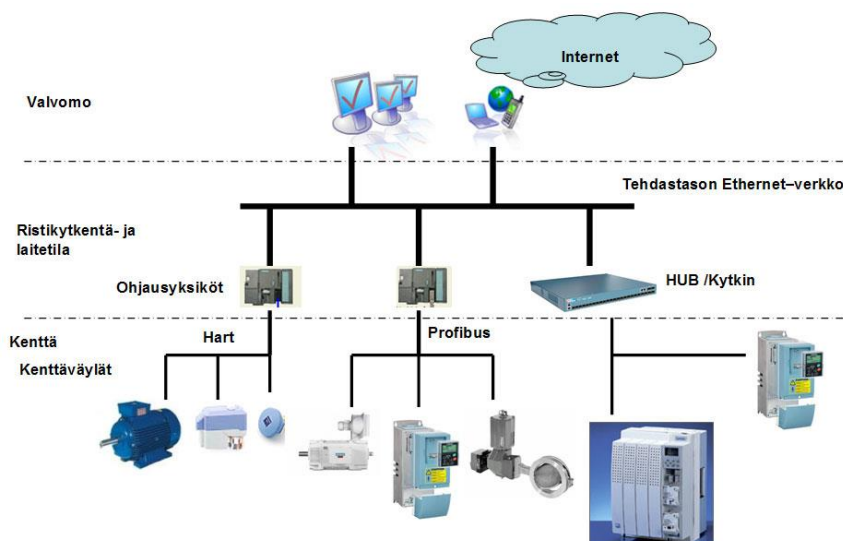 Internet
Valvomo
Tehdastason Ethernet–verkko
Ristikytkentä- ja
laitetila
Ohjausyksiköt
HUB /Kytkin
Kenttä
Hart
Profibus
Kenttäväylät